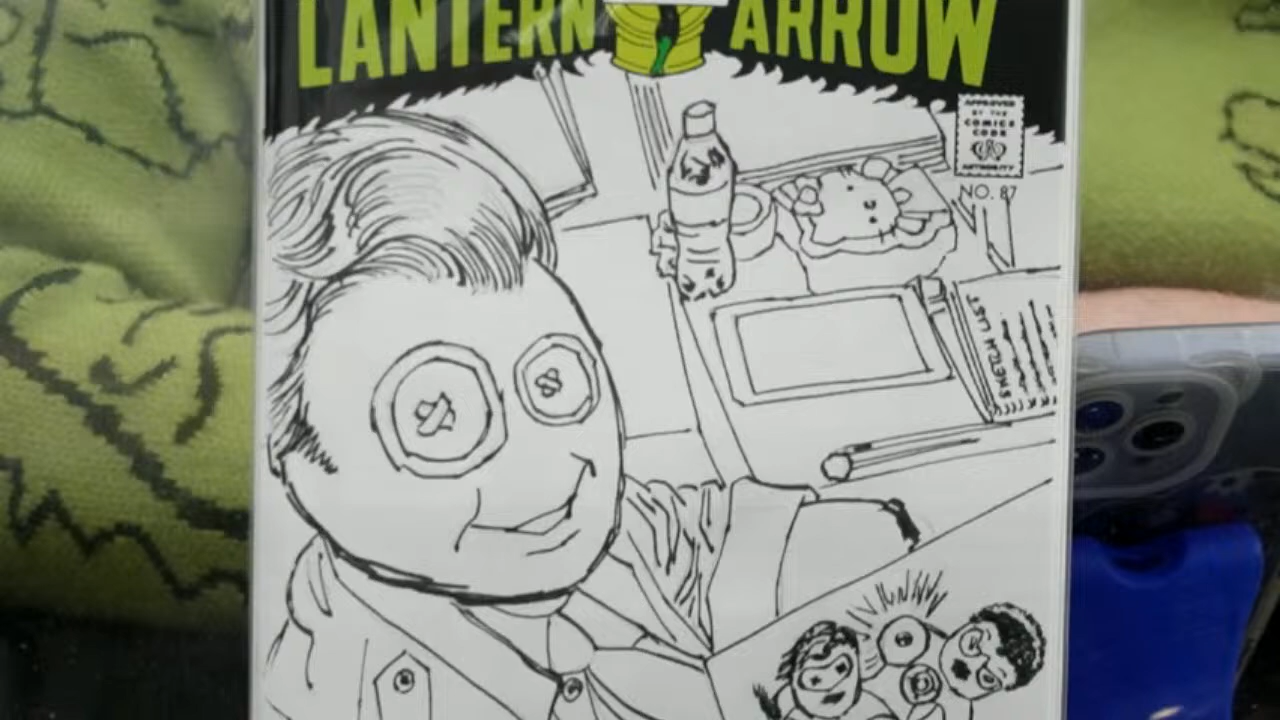 LANTERN ARROW
APPROVED
BY THE
COMICS
CODE
AUTHORITY
NO. 87
SKETCH LIST